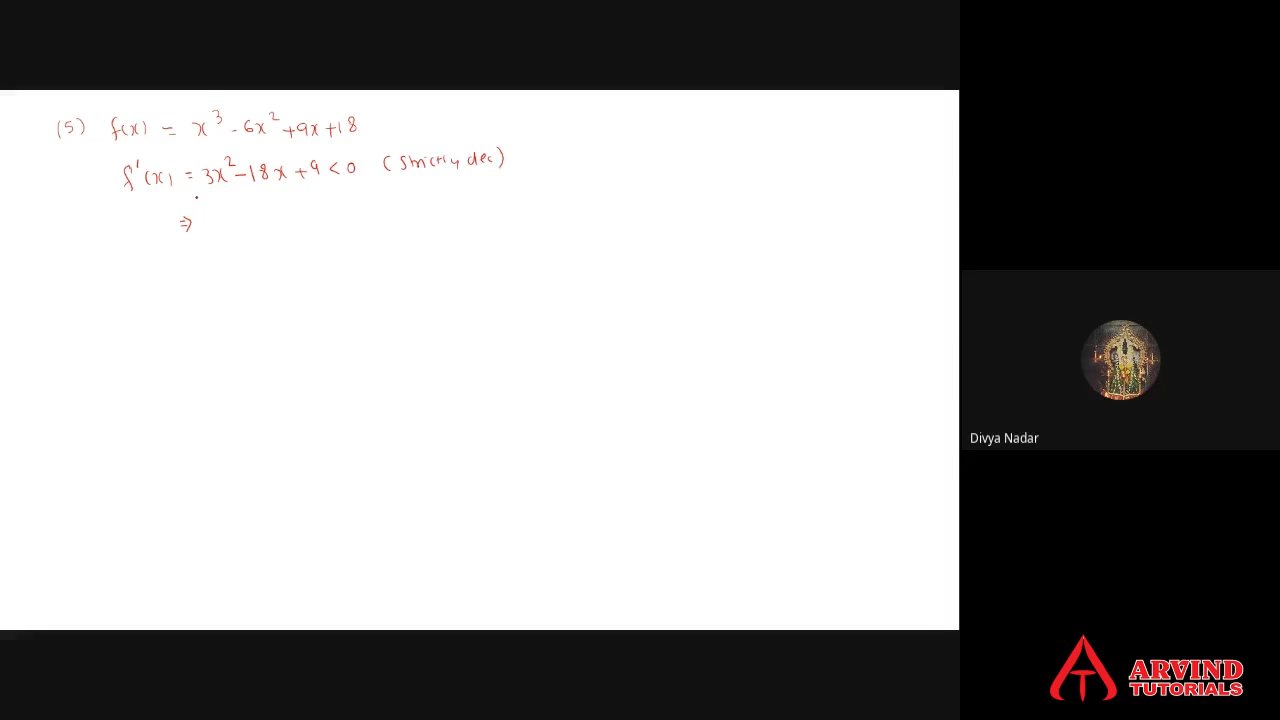 (5) f(x) = x³ - 6x² + 9x + 18
f'(x) = 3x² - 18x + 9 < 0 (Strictly dec)
⇒
Divya Nadar
ARVIND
TUTORIALS